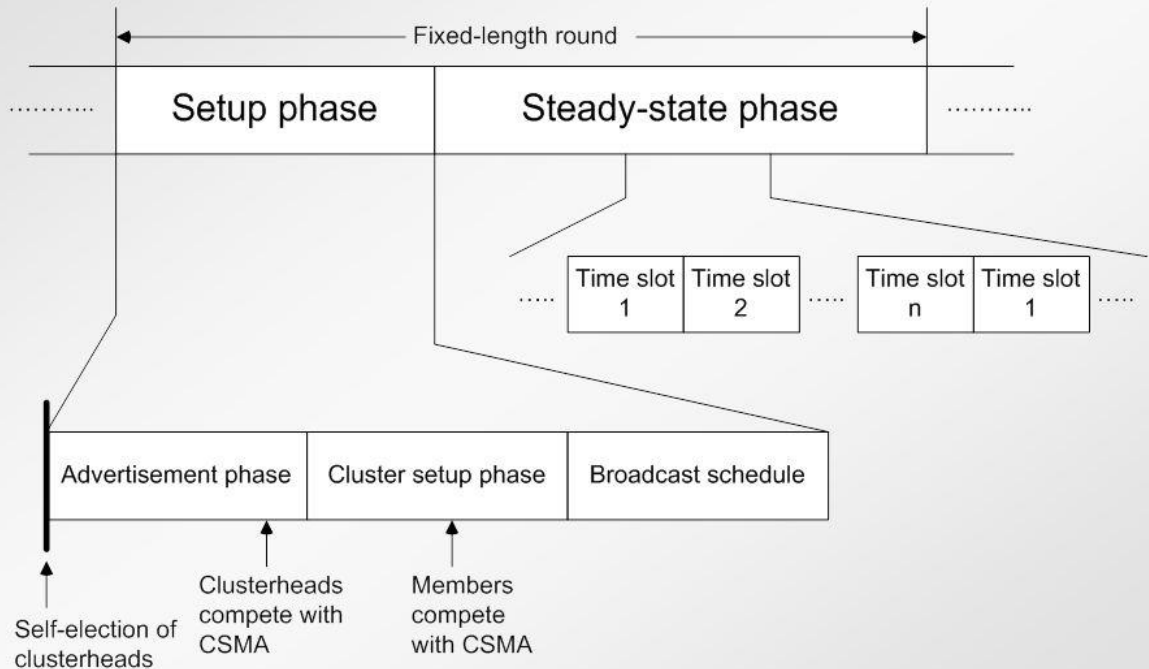 Fixed-length round
Setup phase
Steady-state phase
Time slot
1
Time slot
2
Time slot
n
Time slot
1
Advertisement phase
Cluster setup phase
Broadcast schedule
Self-election of
clusterheads
Clusterheads
compete with
CSMA
Members
compete
with CSMA